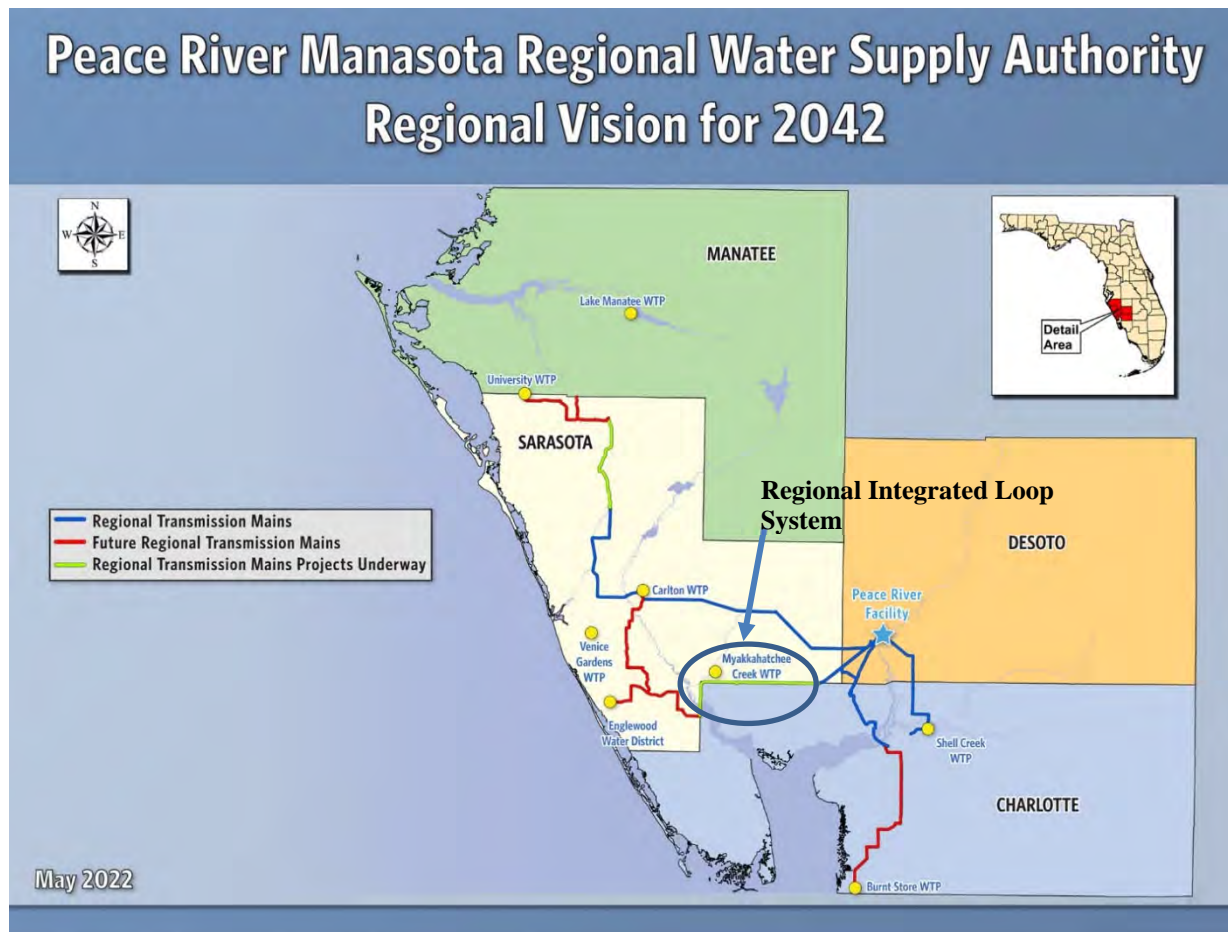 Peace River Manasota Regional Water Supply Authority
Regional Vision for 2042
N
W
E
S
MANATEE
Lake Manatee WTP
Detail
Area
University WTP
SARASOTA
Regional Integrated Loop
System
Regional Transmission Mains
Future Regional Transmission Mains
Regional Transmission Mains Projects Underway
DESOTO
Carlton WTP
Peace River
Facility
Venice
Gardens
WTP
Myakkahatchee
Creek WTP
Englewood
Water District
Shell Creek
WTP
CHARLOTTE
May 2022
Burnt Store WTP